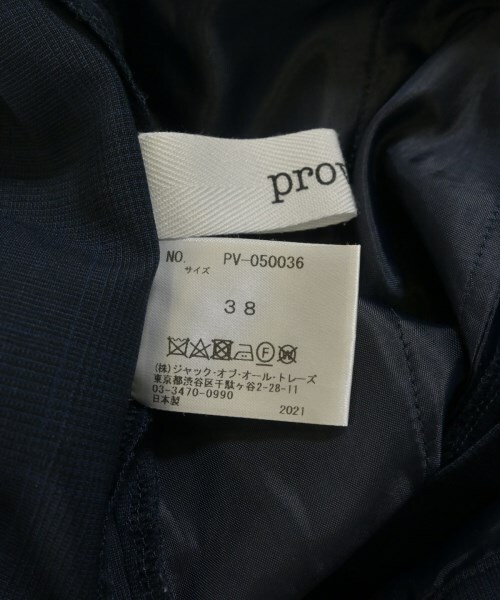 prov
NO. PV-050036
サイズ
38
F W
(株)ジャック・オブ・オール・トレーズ
東京都渋谷区千駄ヶ谷2-28-11
03-3470-0990
日本製 2021